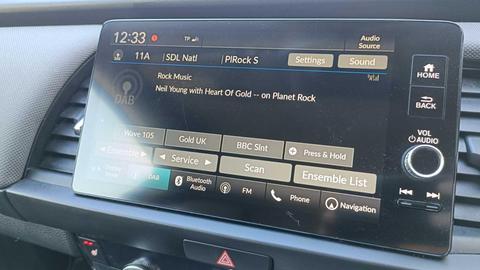 12:33 TP Audio Source
11A SDL Natl PlRock S Settings Sound
DAB
Rock Music
Neil Young with Heart Of Gold -- on Planet Rock
Wave 105 Gold UK BBC Slnt + Press & Hold
◄ Ensemble ◄ Service ► Scan Ensemble List
DAB Bluetooth Audio FM Phone Navigation
HOME
BACK
VOL
AUDIO